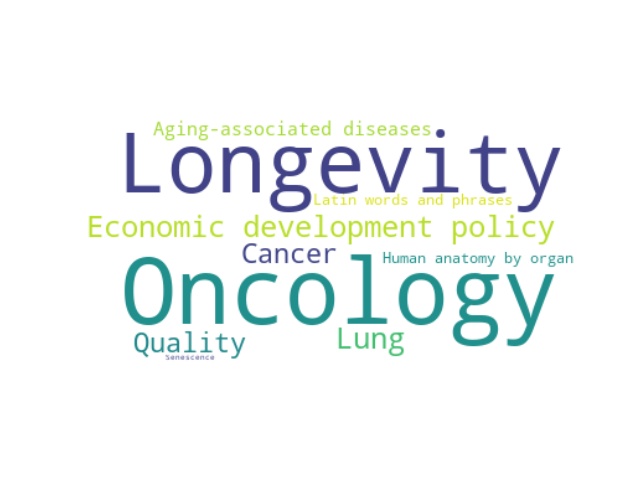 Aging-associated diseases
Longevity
Latin words and phrases
Economic development policy
Cancer
Human anatomy by organ
Oncology
Quality
Lung
Senescence